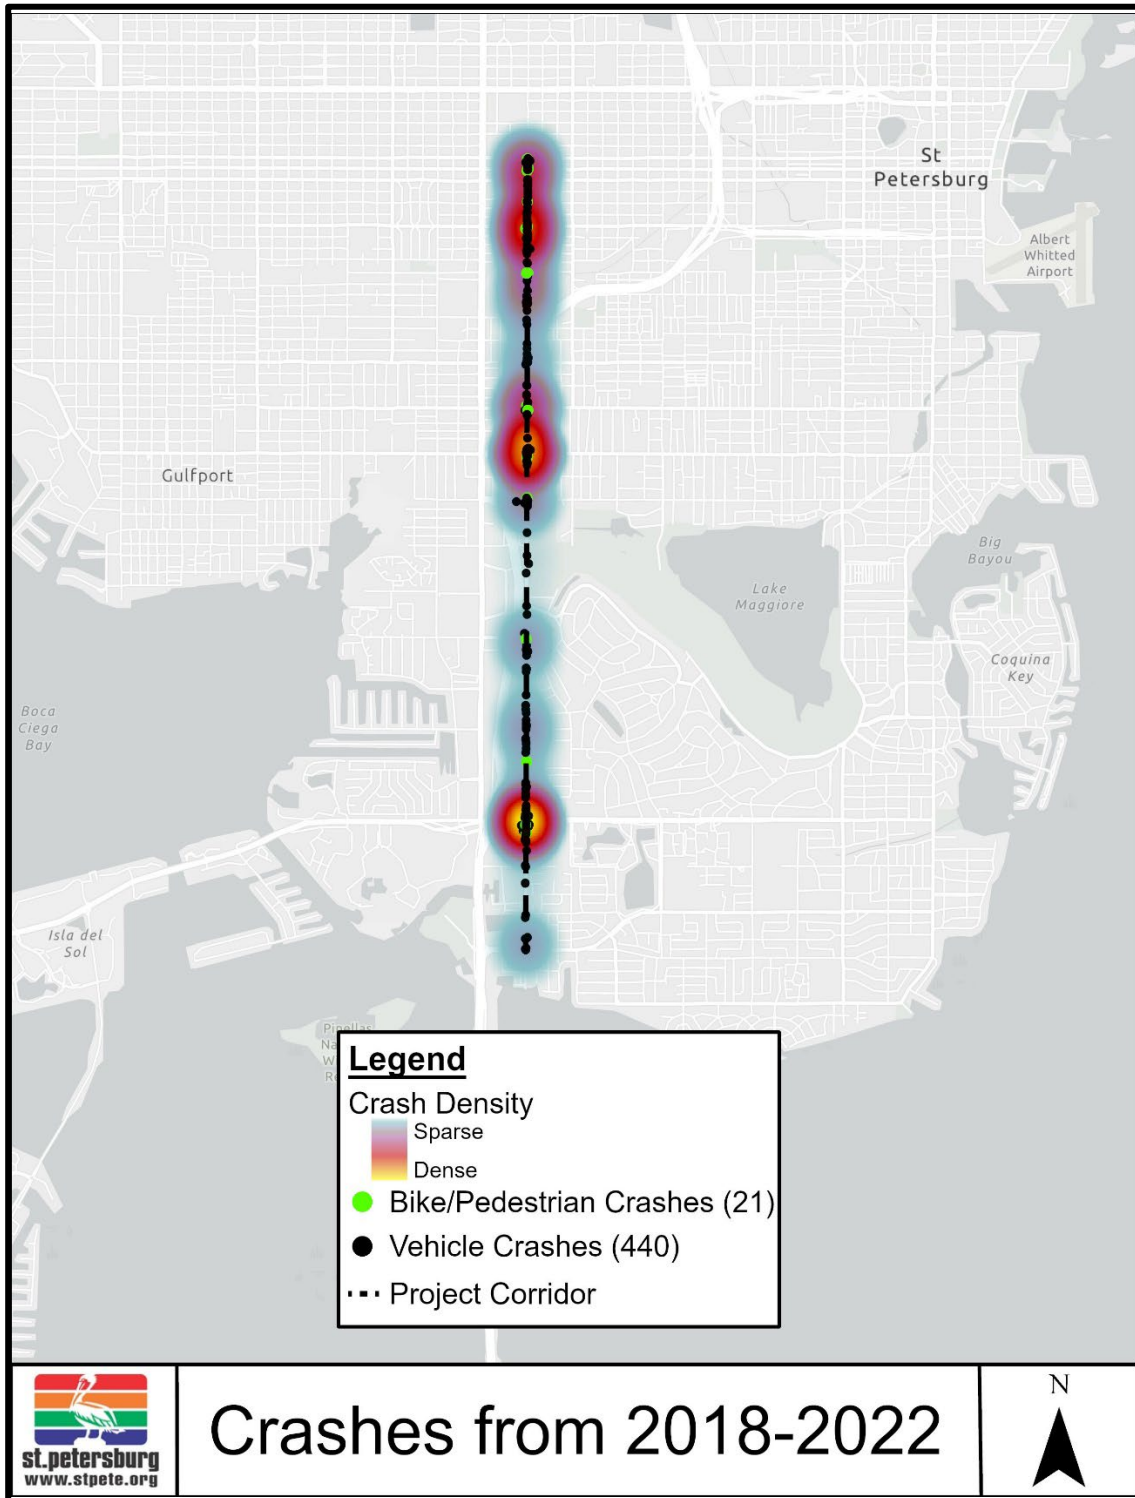 St
Petersburg
Albert
Whitted
Airport
Gulfport
Big
Bayou
Lake
Maggiore
Coquina
Key
Boca
Ciega
Bay
Isla del
Sol
Pinellas
Legend
Crash Density
Sparse
Dense
Bike/Pedestrian Crashes (21)
Vehicle Crashes (440)
Project Corridor
st.petersburg
www.stpete.org
Crashes from 2018-2022
N